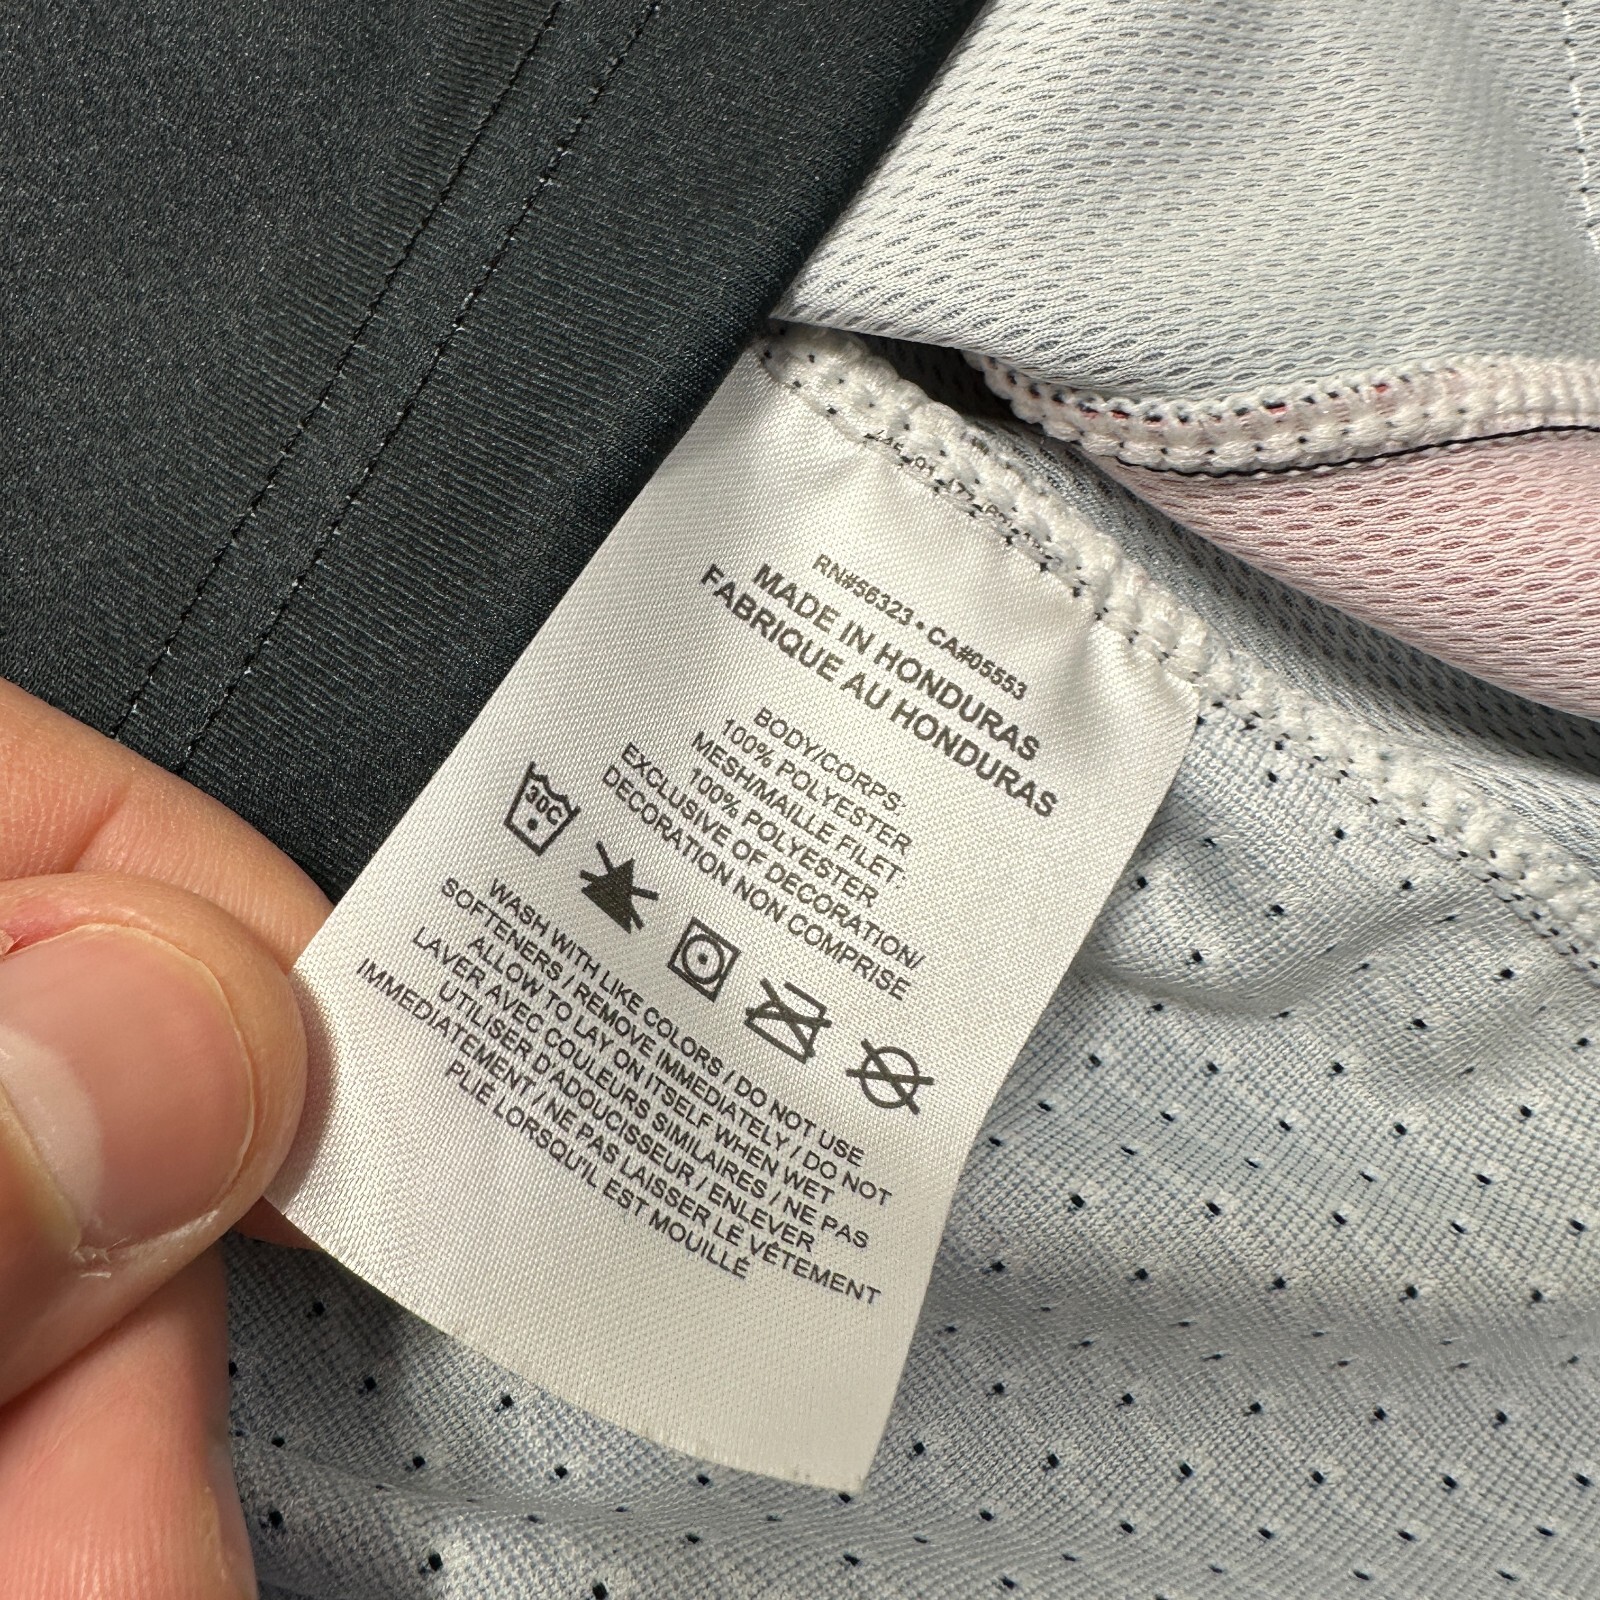 RN#56323 • CA#05553
MADE IN HONDURAS
FABRIQUE AU HONDURAS
BODY/CORPS:
100% POLYESTER
MESH/MAILLE FILET:
100% POLYESTER
EXCLUSIVE OF DECORATION/
DECORATION NON COMPRISE
30C
WASH WITH LIKE COLORS / DO NOT USE
SOFTENERS / REMOVE IMMEDIATELY / DO NOT
ALLOW TO LAY ON ITSELF WHEN WET
LAVER AVEC COULEURS SIMILAIRES / NE PAS
UTILISER D'ADOUCISSEUR / ENLEVER
IMMEDIATEMENT / NE PAS LAISSER LE VÊTEMENT
PLIÉ LORSQU'IL EST MOUILLÉ